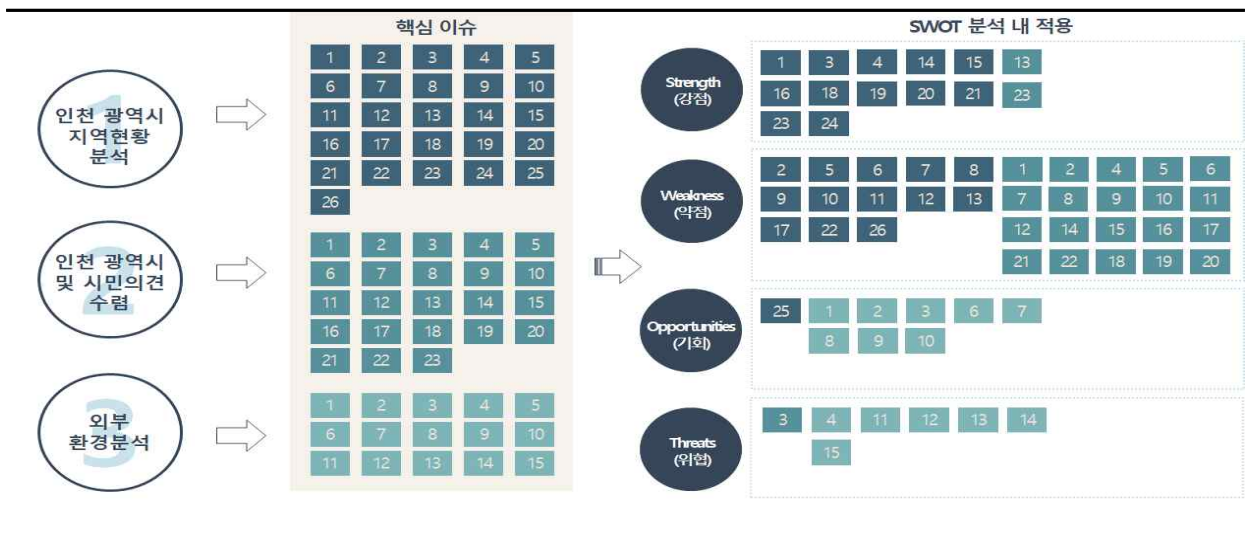 핵심 이슈
SWOT 분석 내 적용
1
인천 광역시
지역현황
분석
1 2 3 4 5
6 7 8 9 10
11 12 13 14 15
16 17 18 19 20
21 22 23 24 25
26
2
인천 광역시
및 시민의견
수렴
1 2 3 4 5
6 7 8 9 10
11 12 13 14 15
16 17 18 19 20
21 22 23
3
외부
환경분석
1 2 3 4 5
6 7 8 9 10
11 12 13 14 15
Strength
(강점)
1 3 4 14 15 13
16 18 19 20 21 23
23 24
Weakness
(약점)
2 5 6 7 8 1 2 4 5 6
9 10 11 12 13 7 8 9 10 11
17 22 26 12 14 15 16 17
21 22 18 19 20
Opportunities
(기회)
25 1 2 3 6 7
8 9 10
Threats
(위협)
3 4 11 12 13 14
15